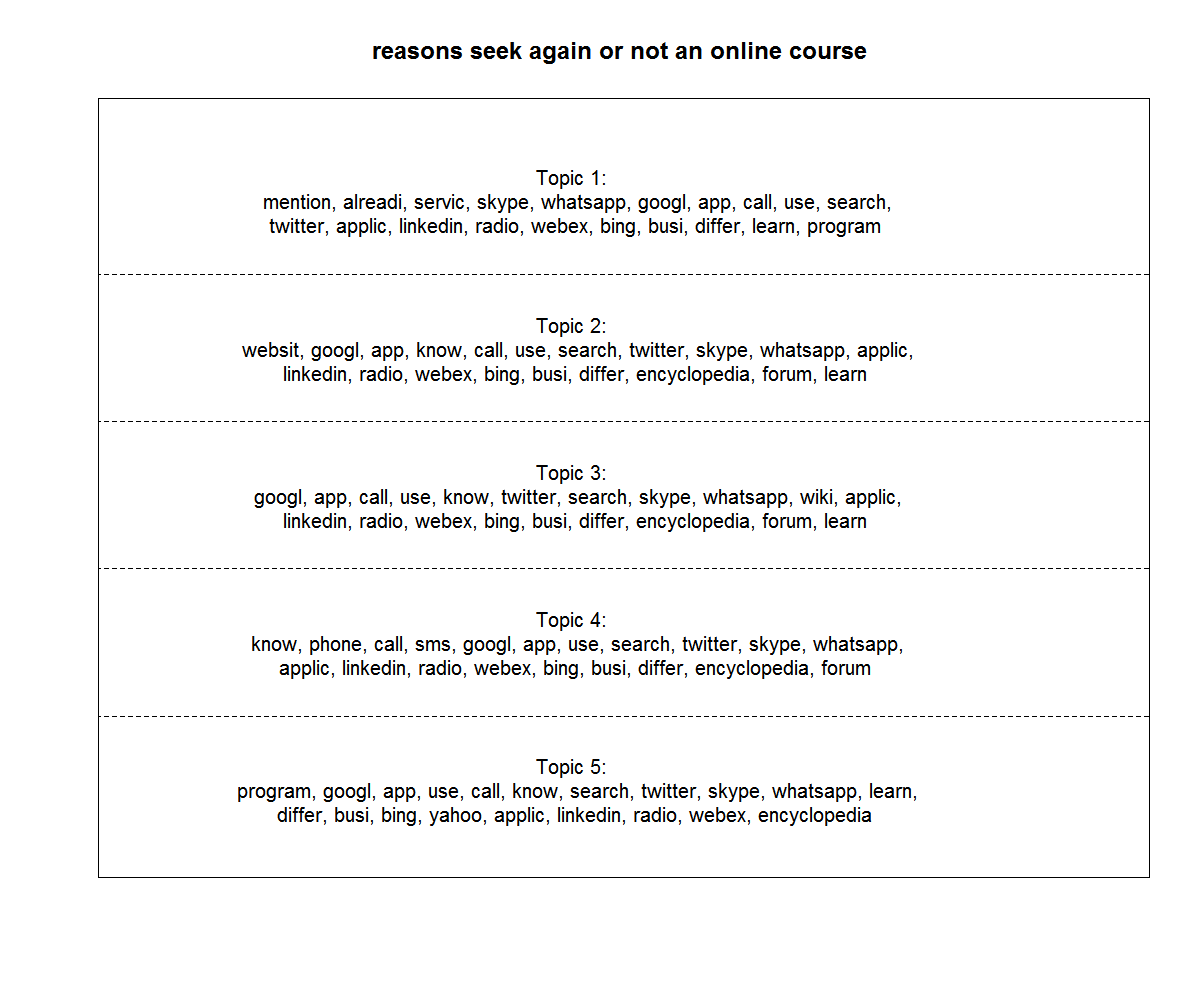 reasons seek again or not an online course
Topic 1:
mention, alreadi, servic, skype, whatsapp, googl, app, call, use, search,
twitter, applic, linkedin, radio, webex, bing, busi, differ, learn, program
Topic 2:
websit, googl, app, know, call, use, search, twitter, skype, whatsapp, applic,
linkedin, radio, webex, bing, busi, differ, encyclopedia, forum, learn
Topic 3:
googl, app, call, use, know, twitter, search, skype, whatsapp, wiki, applic,
linkedin, radio, webex, bing, busi, differ, encyclopedia, forum, learn
Topic 4:
know, phone, call, sms, googl, app, use, search, twitter, skype, whatsapp,
applic, linkedin, radio, webex, bing, busi, differ, encyclopedia, forum
Topic 5:
program, googl, app, use, call, know, search, twitter, skype, whatsapp, learn,
differ, busi, bing, yahoo, applic, linkedin, radio, webex, encyclopedia